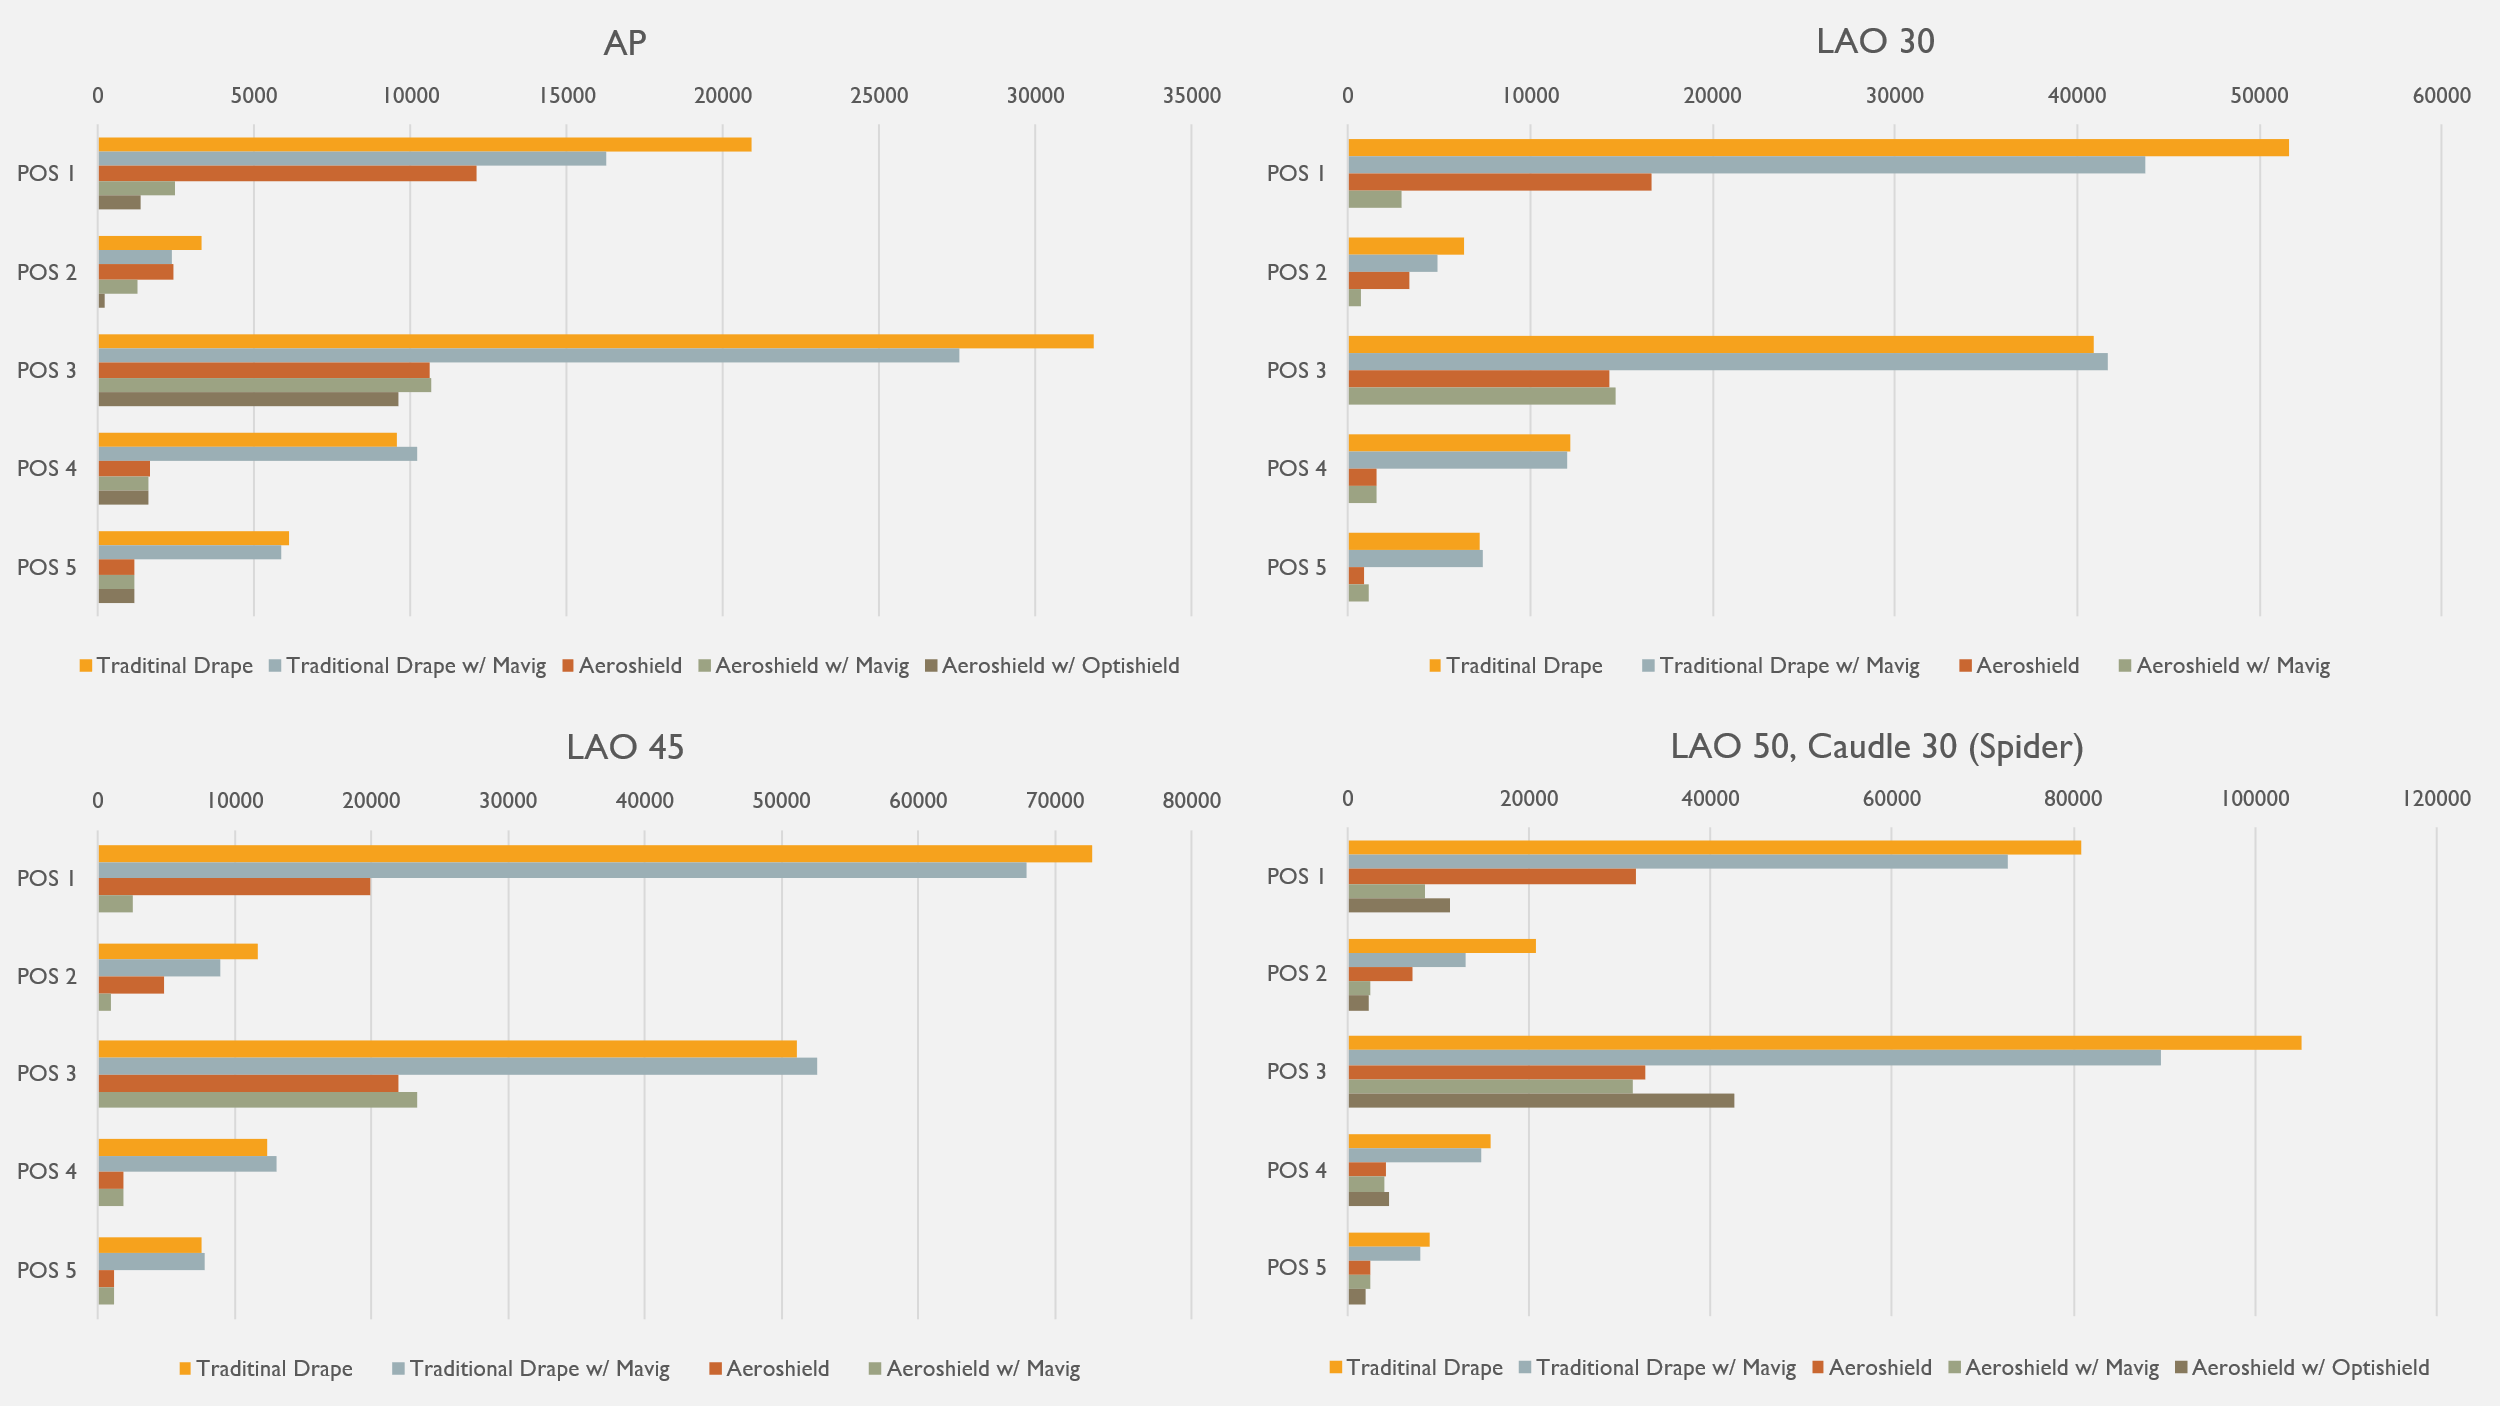 AP
0 5000 10000 15000 20000 25000 30000 35000
POS 1
POS 2
POS 3
POS 4
POS 5
Traditinal Drape Traditional Drape w/ Mavig Aeroshield Aeroshield w/ Mavig Aeroshield w/ Optishield
LAO 30
0 10000 20000 30000 40000 50000 60000
POS 1
POS 2
POS 3
POS 4
POS 5
Traditinal Drape Traditional Drape w/ Mavig Aeroshield Aeroshield w/ Mavig
LAO 45
0 10000 20000 30000 40000 50000 60000 70000 80000
POS 1
POS 2
POS 3
POS 4
POS 5
Traditinal Drape Traditional Drape w/ Mavig Aeroshield Aeroshield w/ Mavig
LAO 50, Caudle 30 (Spider)
0 20000 40000 60000 80000 100000 120000
POS 1
POS 2
POS 3
POS 4
POS 5
Traditinal Drape Traditional Drape w/ Mavig Aeroshield Aeroshield w/ Mavig Aeroshield w/ Optishield